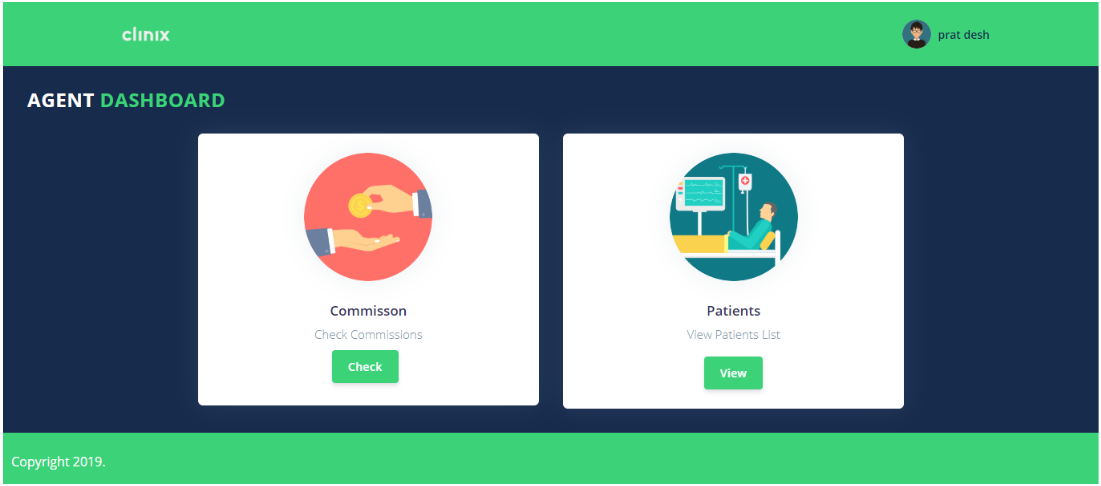 clinix
prat desh
AGENT DASHBOARD
Commisson
Check Commissions
Check
Patients
View Patients List
View
Copyright 2019.